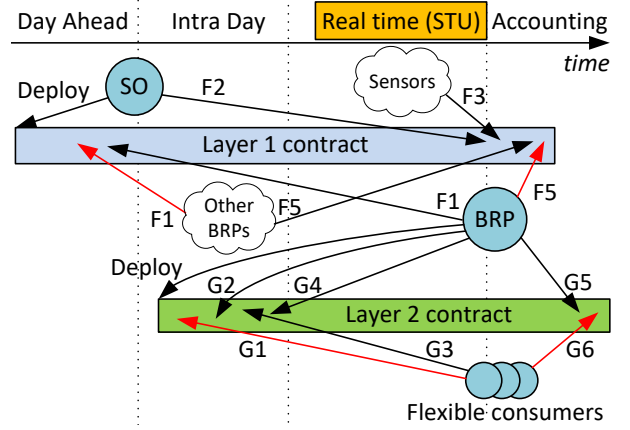 Day Ahead
Intra Day
Real time (STU)
Accounting
time
Sensors
SO
F2
F3
Deploy
Layer 1 contract
F1
Other
BRPs
F5
F1
BRP
F5
Deploy
G2
G4
G5
Layer 2 contract
G1
G3
G6
Flexible consumers